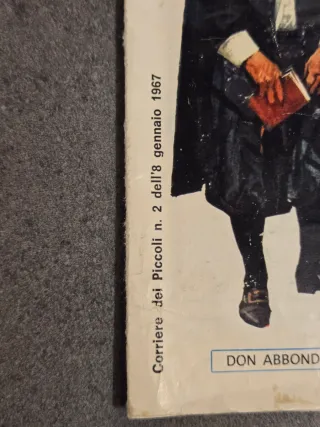 Corriere dei Piccoli n. 2 dell'8 gennaio 1967
DON ABBOND